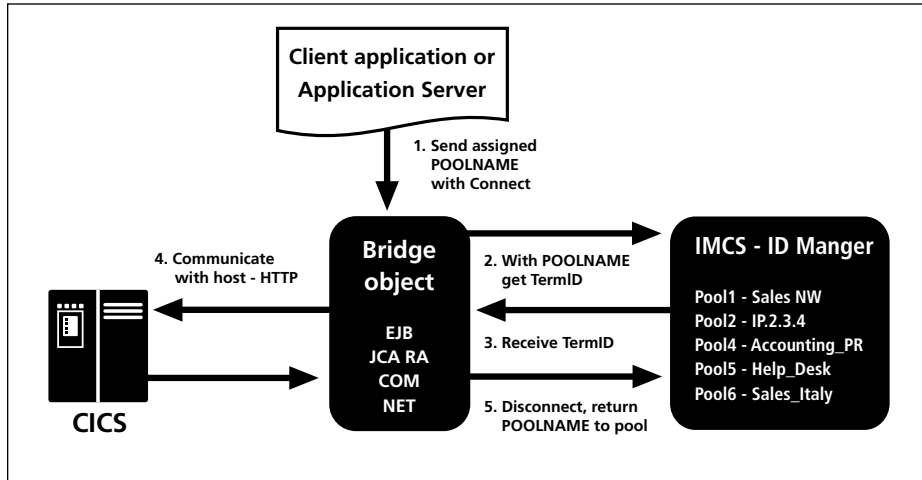 Client application or
Application Server
1. Send assigned
POOLNAME
with Connect
4. Communicate
with host - HTTP
Bridge
object
EJB
JCA RA
COM
NET
2. With POOLNAME
get TermID
3. Receive TermID
5. Disconnect, return
POOLNAME to pool
IMCS - ID Manger
Pool1 - Sales NW
Pool2 - IP.2.3.4
Pool4 - Accounting_PR
Pool5 - Help_Desk
Pool6 - Sales_Italy
CICS